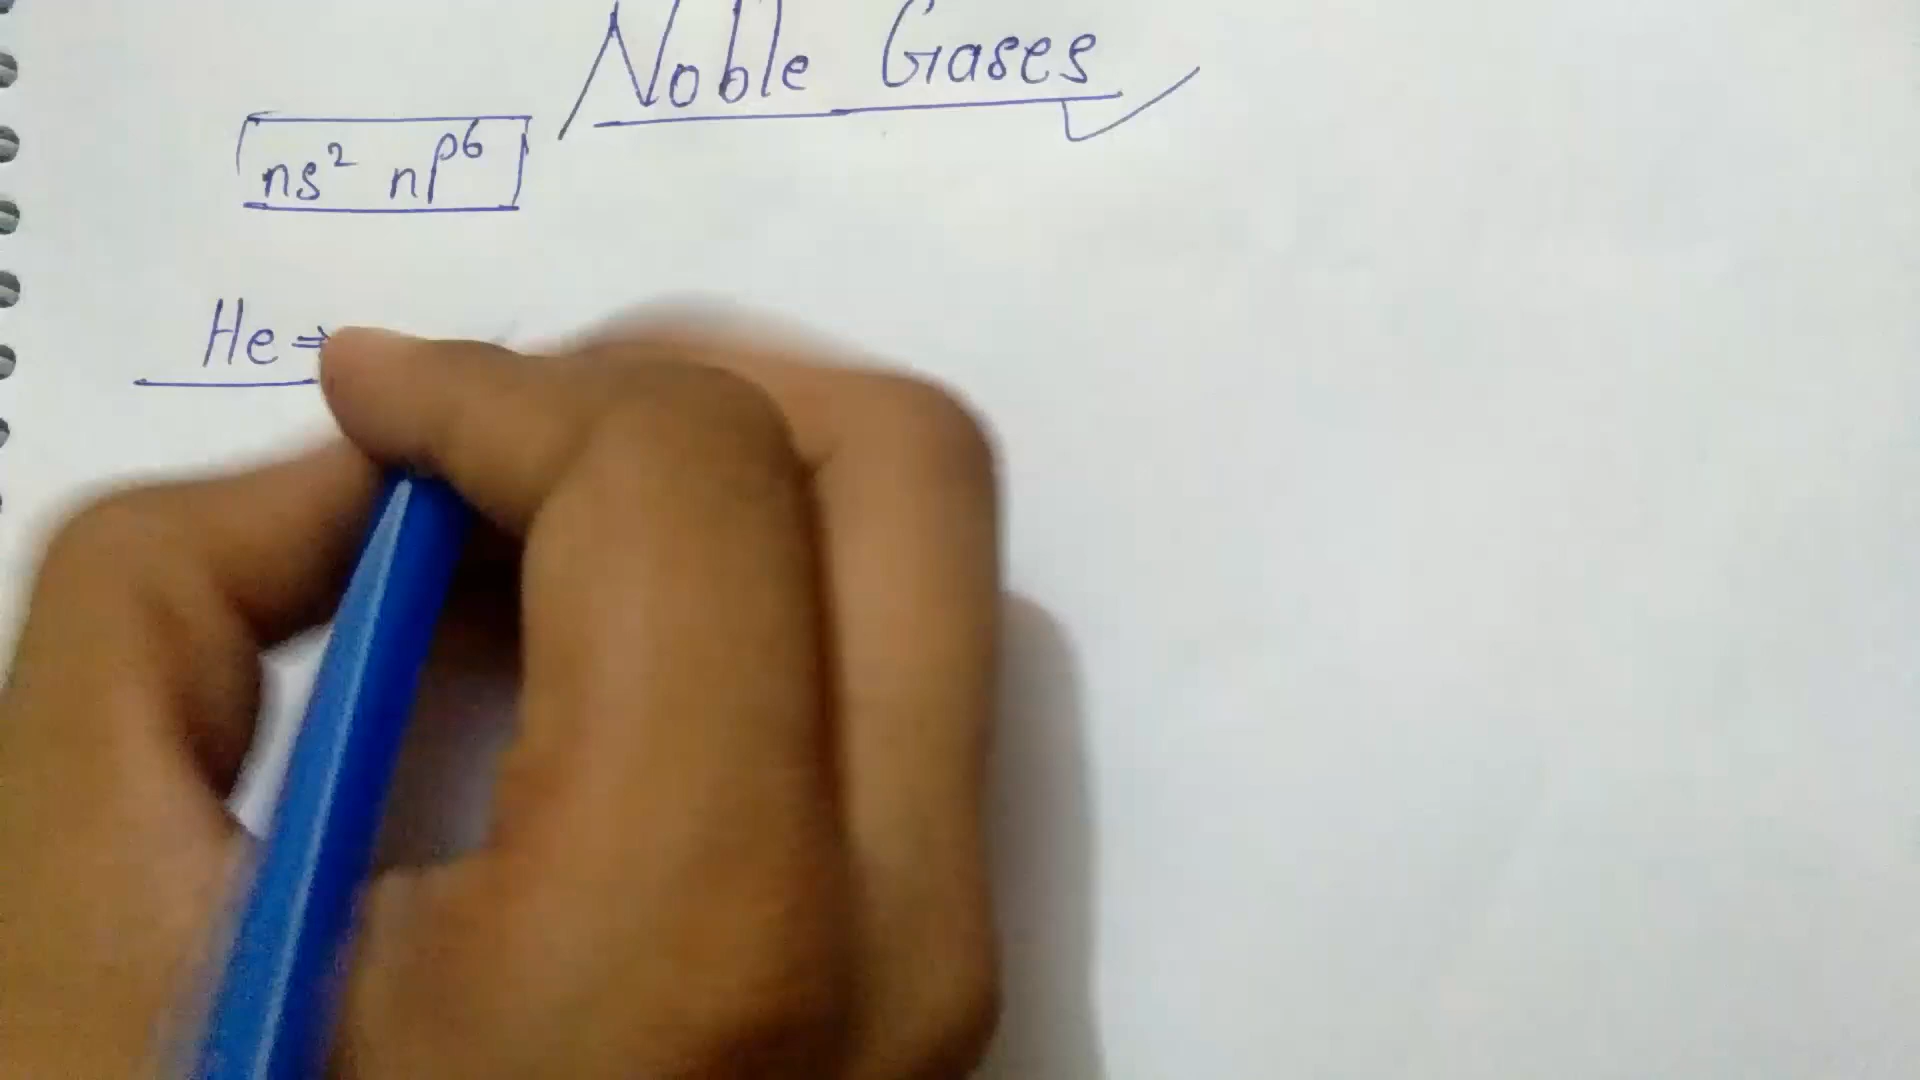 Noble Gases
ns² np⁶
He ⇒